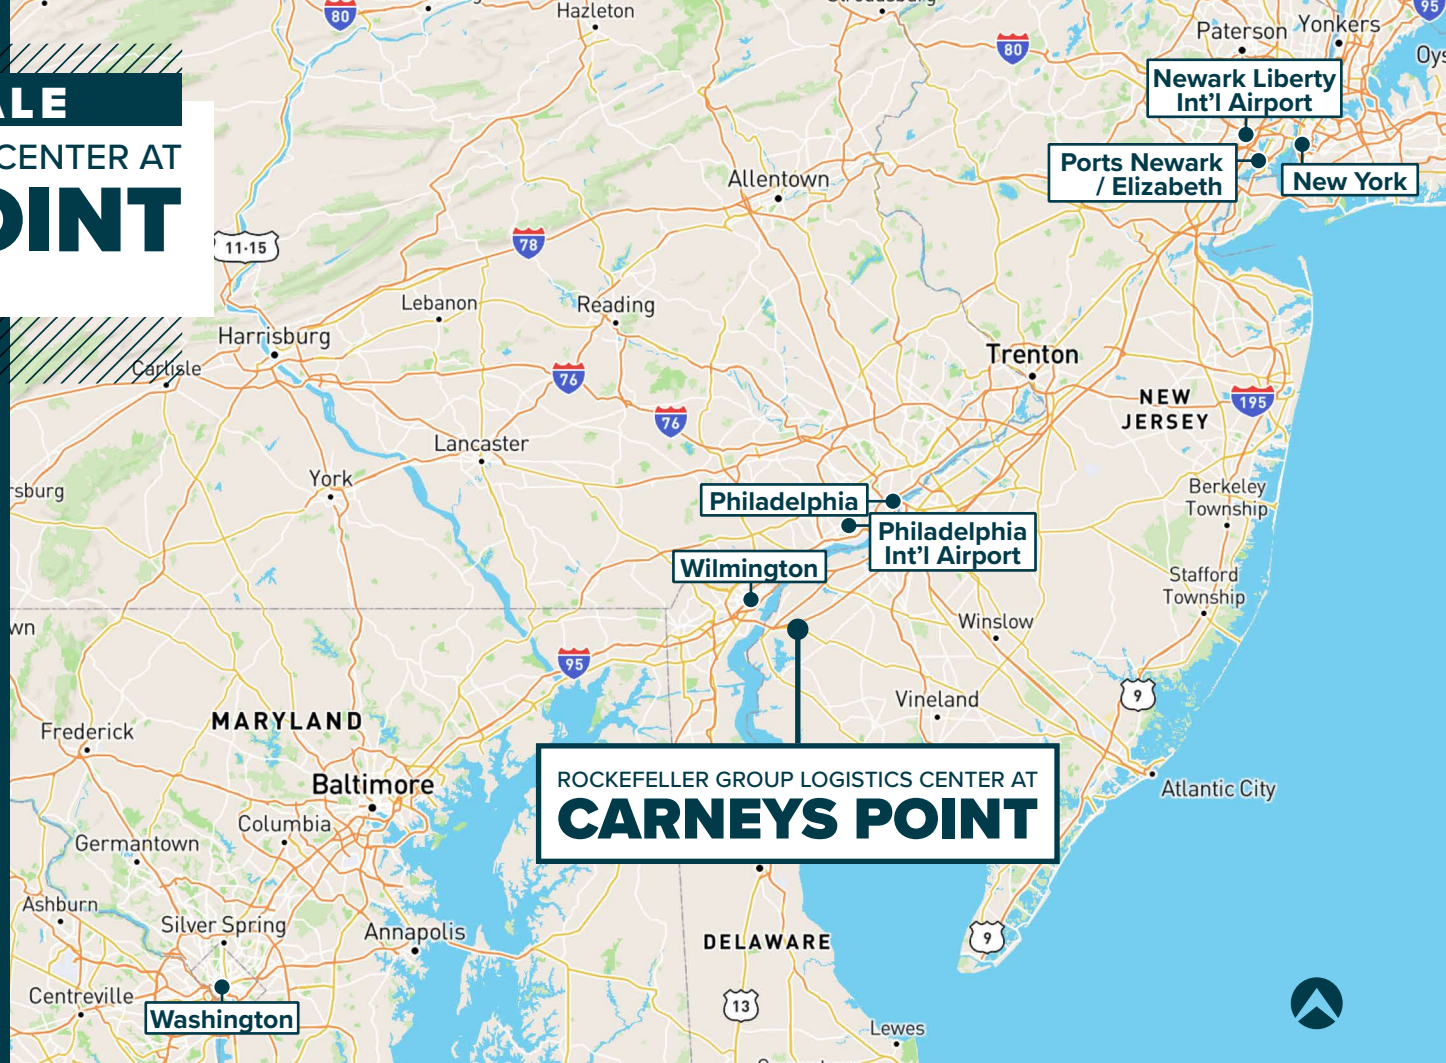 80
Hazleton
95
Paterson
Yonkers
80
Newark Liberty
Int'l Airport
ALE
CENTER AT
OINT
Ports Newark
/ Elizabeth
New York
Allentown
11·15
78
Lebanon
Reading
Harrisburg
Carlisle
76
Trenton
76
NEW
JERSEY
195
Lancaster
York
rsburg
Philadelphia
Philadelphia
Int'l Airport
Berkeley
Township
Wilmington
Stafford
Township
wn
Winslow
95
MARYLAND
Vineland
9
Frederick
Baltimore
ROCKEFELLER GROUP LOGISTICS CENTER AT
CARNEYS POINT
Atlantic City
Columbia
Germantown
Ashburn
Silver Spring
Annapolis
DELAWARE
9
Centreville
Washington
13
Lewes